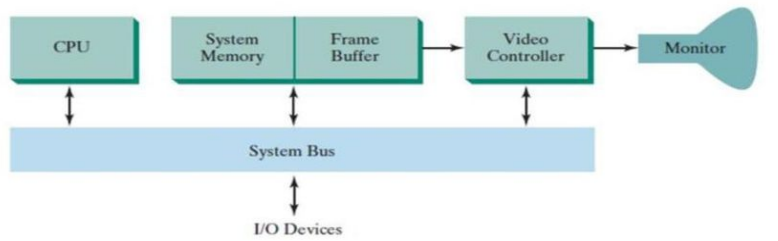 CPU
System
Memory
Frame
Buffer
Video
Controller
Monitor
System Bus
I/O Devices